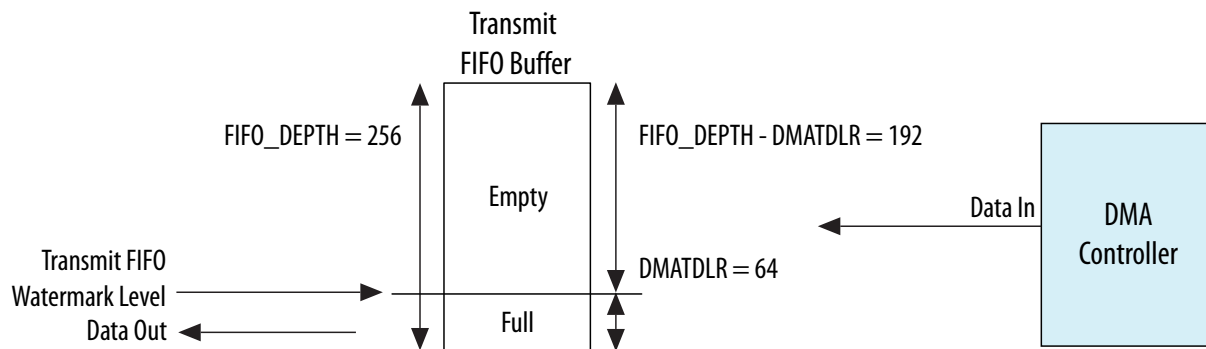 Transmit
FIFO Buffer
FIFO_DEPTH = 256
FIFO_DEPTH - DMATDLR = 192
Empty
Data In
DMA
Controller
Transmit FIFO
Watermark Level
DMATDLR = 64
Data Out
Full